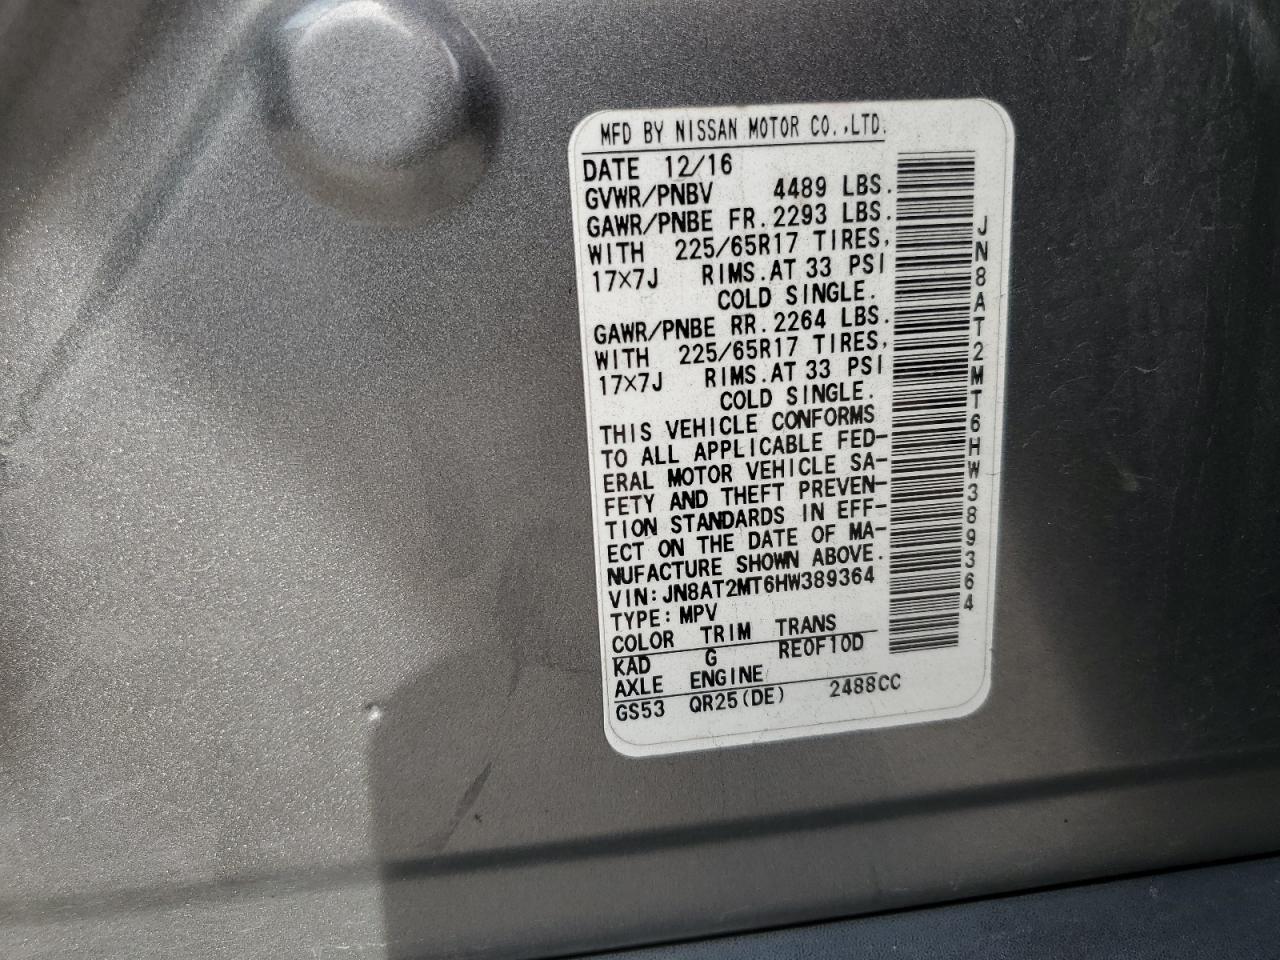 MFD BY NISSAN MOTOR CO.,LTD.
DATE 12/16
GVWR/PNBV 4489 LBS.
GAWR/PNBE FR. 2293 LBS.
WITH 225/65R17 TIRES,
17×7J RIMS. AT 33 PSI
COLD SINGLE.
GAWR/PNBE RR. 2264 LBS.
WITH 225/65R17 TIRES,
17×7J RIMS. AT 33 PSI
COLD SINGLE.
THIS VEHICLE CONFORMS
TO ALL APPLICABLE FED-
ERAL MOTOR VEHICLE SA-
FETY AND THEFT PREVEN-
TION STANDARDS IN EFF-
ECT ON THE DATE OF MA-
NUFACTURE SHOWN ABOVE.
VIN:JN8AT2MT6HW389364
TYPE:MPV
COLOR TRIM TRANS
KAD G RE0F10D
AXLE ENGINE
GS53 QR25(DE) 2488CC
JN8AT2MT6HW389364